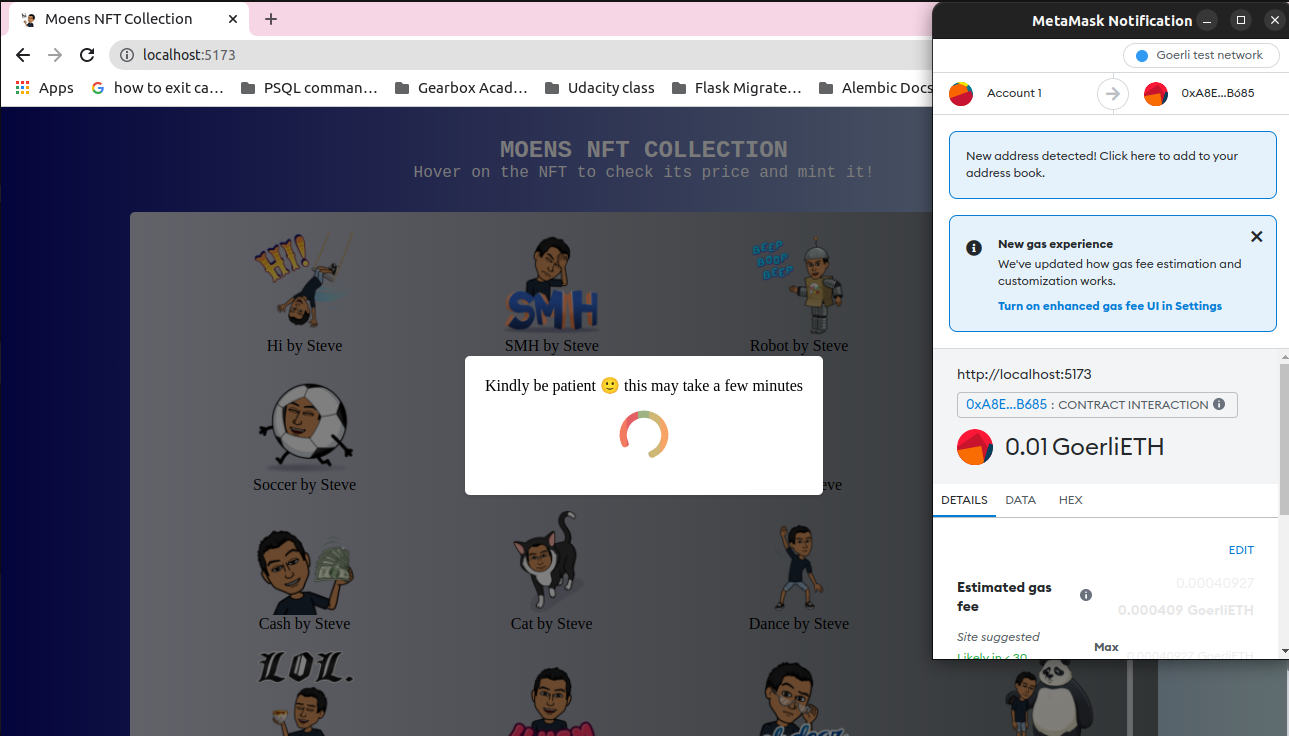 Moens NFT Collection
localhost:5173
Apps
how to exit ca…
PSQL comman…
Gearbox Acad…
Udacity class
Flask Migrate…
Alembic Docs
MOENS NFT COLLECTION
Hover on the NFT to check its price and mint it!
HI!
SMH
BEEP
BOOP
BEEP
Hi by Steve
SMH by Steve
Robot by Steve
Kindly be patient 🙂 this may take a few minutes
Soccer by Steve
eve
Cash by Steve
Cat by Steve
Dance by Steve
LOL.
MetaMask Notification
Goerli test network
Account 1
0xA8E...B685
New address detected! Click here to add to your
address book.
New gas experience
We've updated how gas fee estimation and
customization works.
Turn on enhanced gas fee UI in Settings
http://localhost:5173
0xA8E...B685 : CONTRACT INTERACTION
0.01 GoerliETH
DETAILS
DATA
HEX
EDIT
Estimated gas
fee
0.00040927
0.000409 GoerliETH
Site suggested
Likely in < 30
Max
0.00040927 GoerliETH